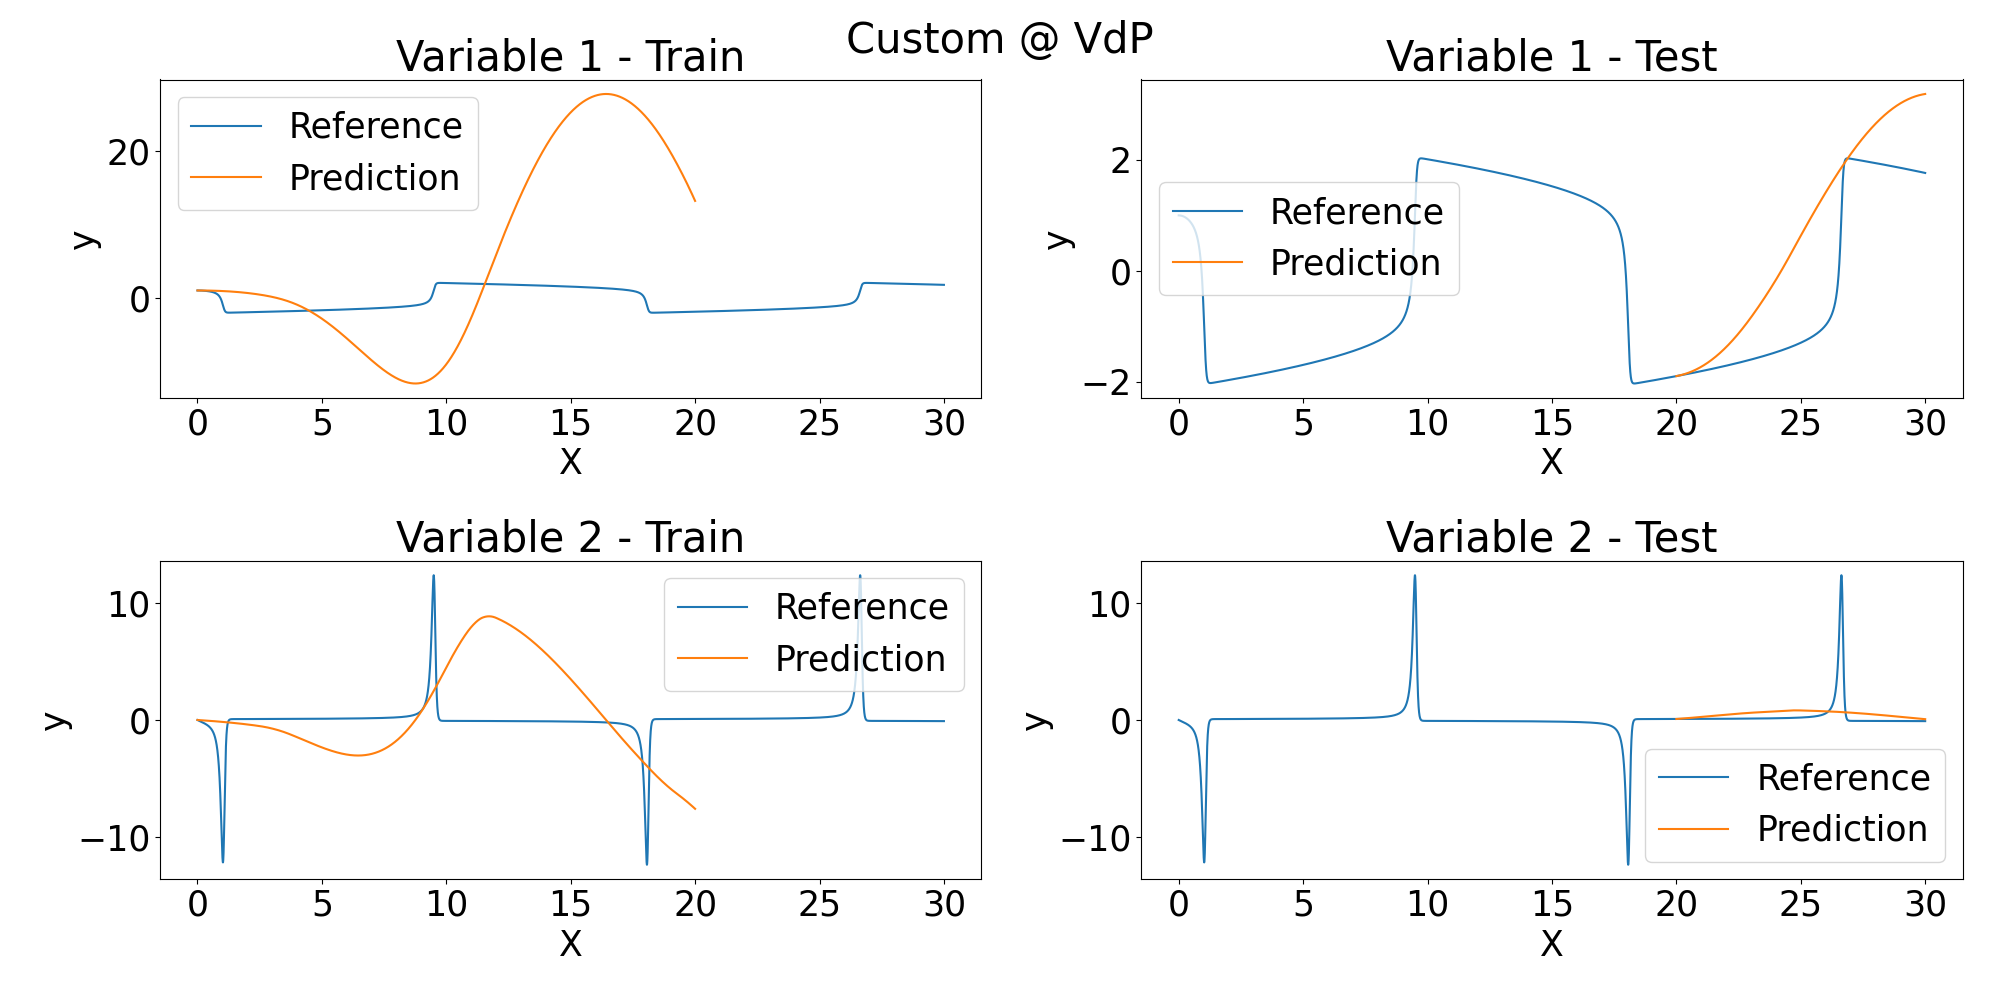 Custom @ VdP
Variable 1 - Train
Reference
Prediction
20
0
y
0 5 10 15 20 25 30
X
Variable 1 - Test
Reference
Prediction
2
0
−2
y
0 5 10 15 20 25 30
X
Variable 2 - Train
Reference
Prediction
10
0
−10
y
0 5 10 15 20 25 30
X
Variable 2 - Test
Reference
Prediction
10
0
−10
y
0 5 10 15 20 25 30
X